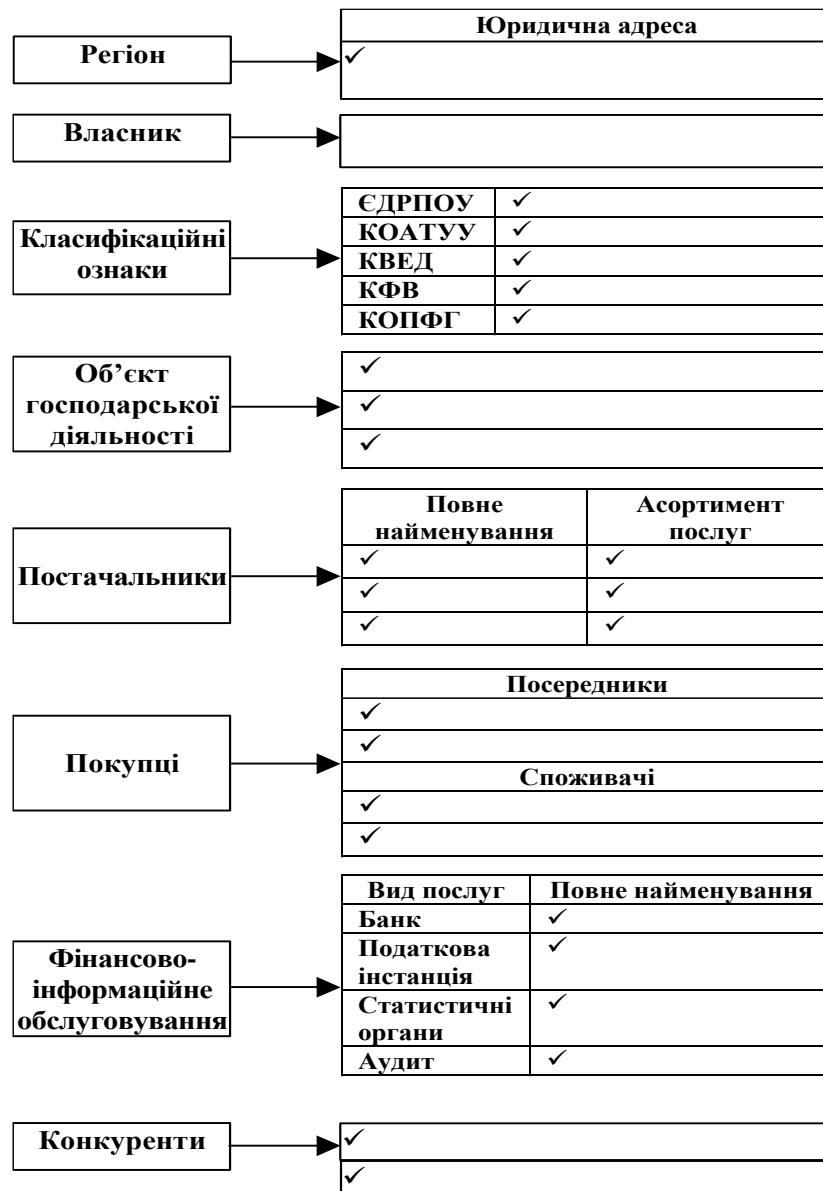 Юридична адреса
Регіон
✓
Власник
Класифікаційні
ознаки
ЄДРПОУ ✓
КОАТУУ ✓
КВЕД ✓
КФВ ✓
КОПФГ ✓
Об’єкт
господарської
діяльності
✓
✓
✓
Постачальники
Повне
найменування
Асортимент
послуг
✓ ✓
✓ ✓
✓ ✓
Покупці
Посередники
✓
✓
Споживачі
✓
✓
Фінансово-
інформаційне
обслуговування
Вид послуг Повне найменування
Банк ✓
Податкова ✓
інстанція
Статистичні ✓
органи
Аудит ✓
Конкуренти
✓
✓